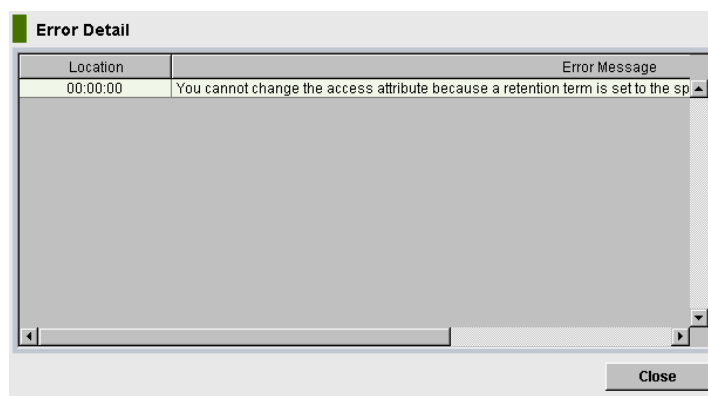 Error Detail
Location Error Message
00:00:00 You cannot change the access attribute because a retention term is set to the sp
Close